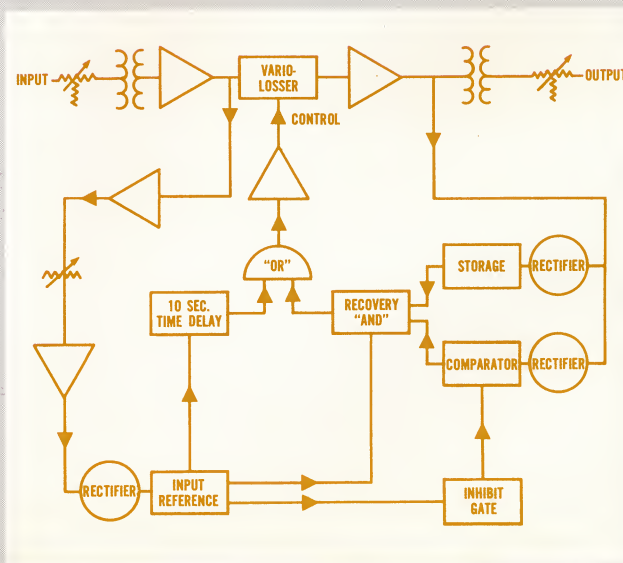 INPUT
VARIO-
LOSSER
OUTPUT
CONTROL
"OR"
STORAGE
RECTIFIER
10 SEC.
TIME DELAY
RECOVERY
"AND"
COMPARATOR
RECTIFIER
RECTIFIER
INPUT
REFERENCE
INHIBIT
GATE